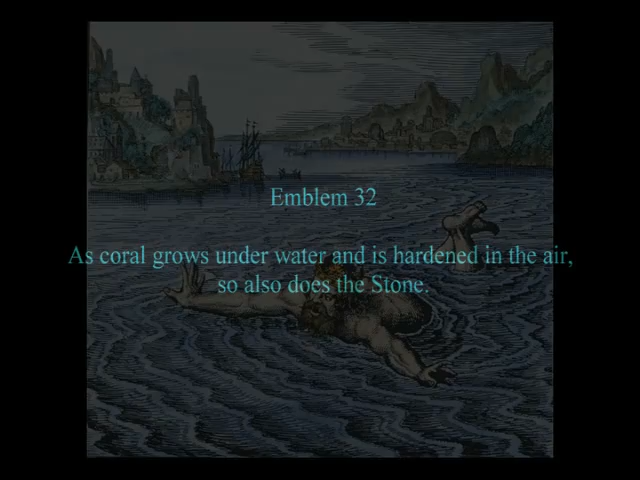 Emblem 32
As coral grows under water and is hardened in the air,
so also does the Stone.